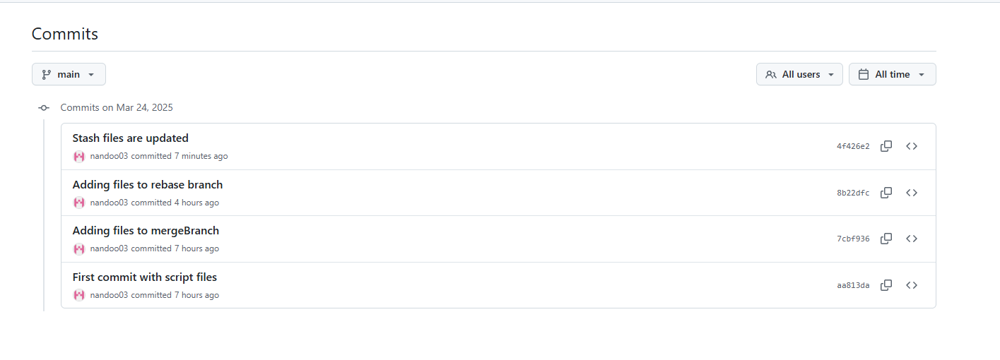 Commits
main
All users
All time
Commits on Mar 24, 2025
Stash files are updated
nandoo03 committed 7 minutes ago
4f426e2
Adding files to rebase branch
nandoo03 committed 4 hours ago
8b22dfc
Adding files to mergeBranch
nandoo03 committed 7 hours ago
7cbf936
First commit with script files
nandoo03 committed 7 hours ago
aa813da